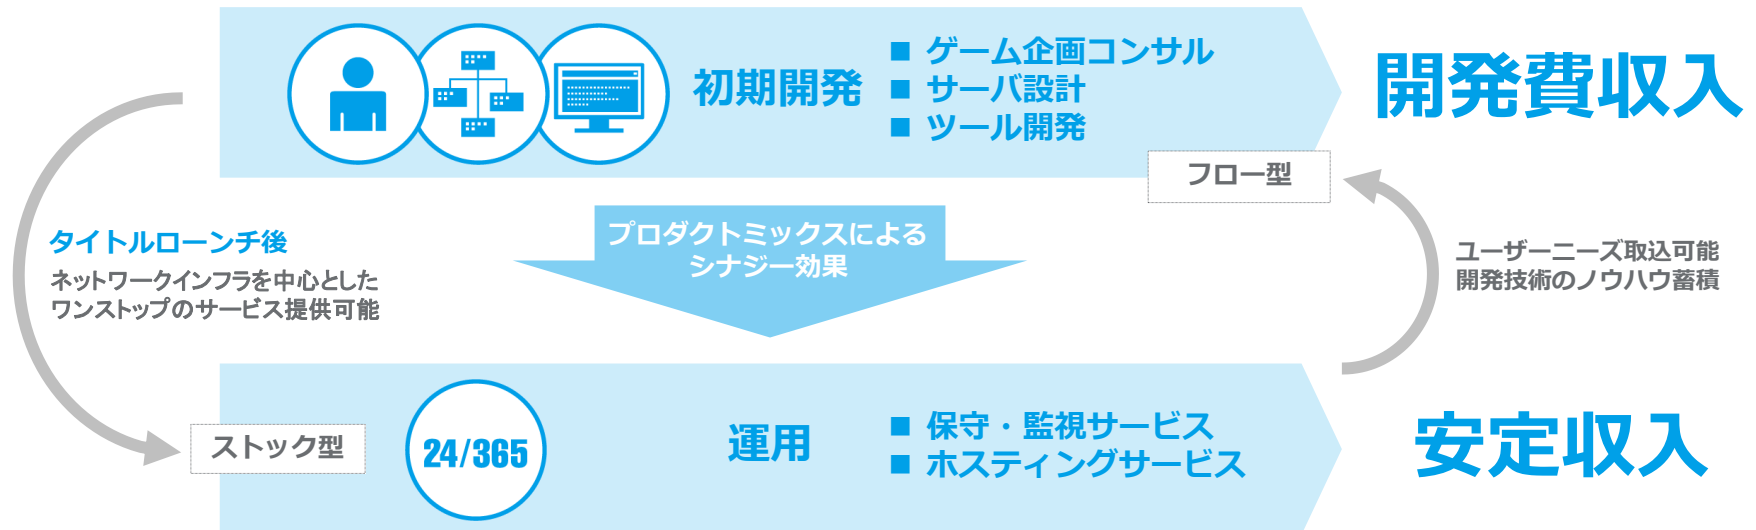 初期開発
■ ゲーム企画コンサル
■ サーバ設計
■ ツール開発
開発費収入
フロー型
プロダクトミックスによる
シナジー効果
タイトルローンチ後
ネットワークインフラを中心とした
ワンストップのサービス提供可能
ユーザーニーズ取込可能
開発技術のノウハウ蓄積
ストック型
24/365
運用
■ 保守・監視サービス
■ ホスティングサービス
安定収入